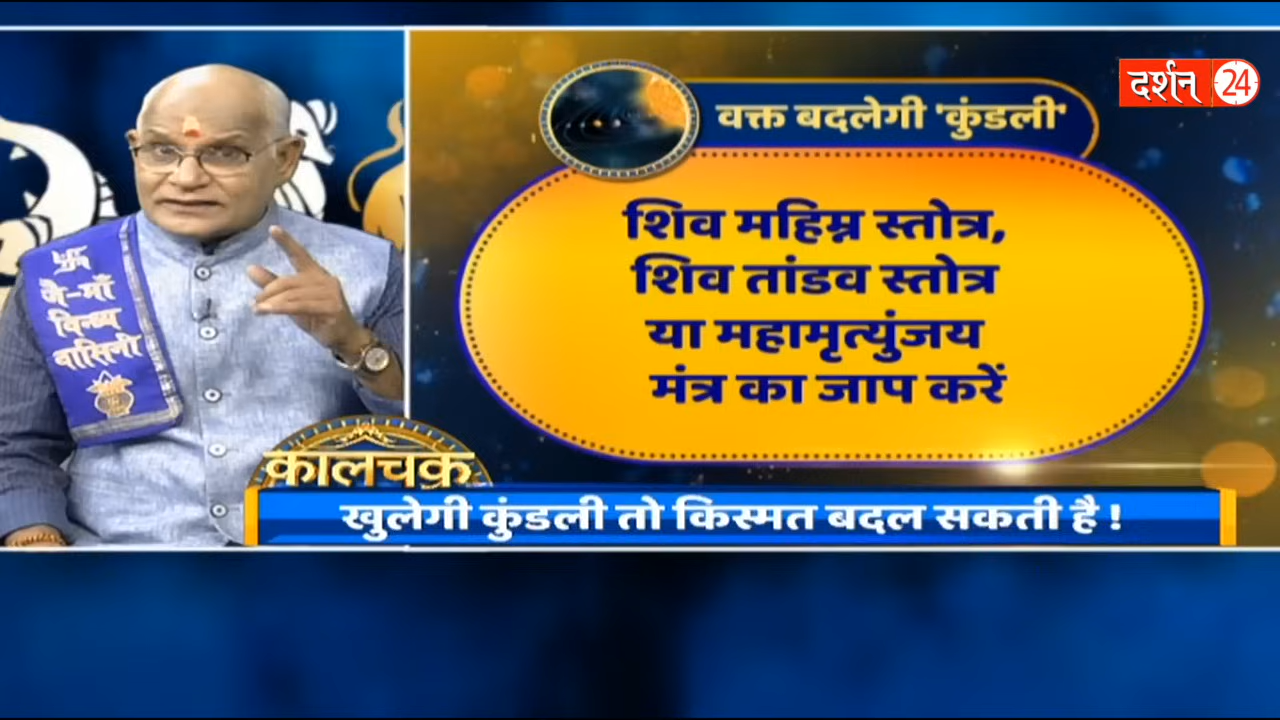 दर्शन 24
वक्त बदलेगी 'कुंडली'
शिव महिम्न स्तोत्र,
शिव तांडव स्तोत्र
या महामृत्युंजय
मंत्र का जाप करें
जै-माँ
विन्ध्य
वासिनी
कालचक्र
खुलेगी कुंडली तो किस्मत बदल सकती है !